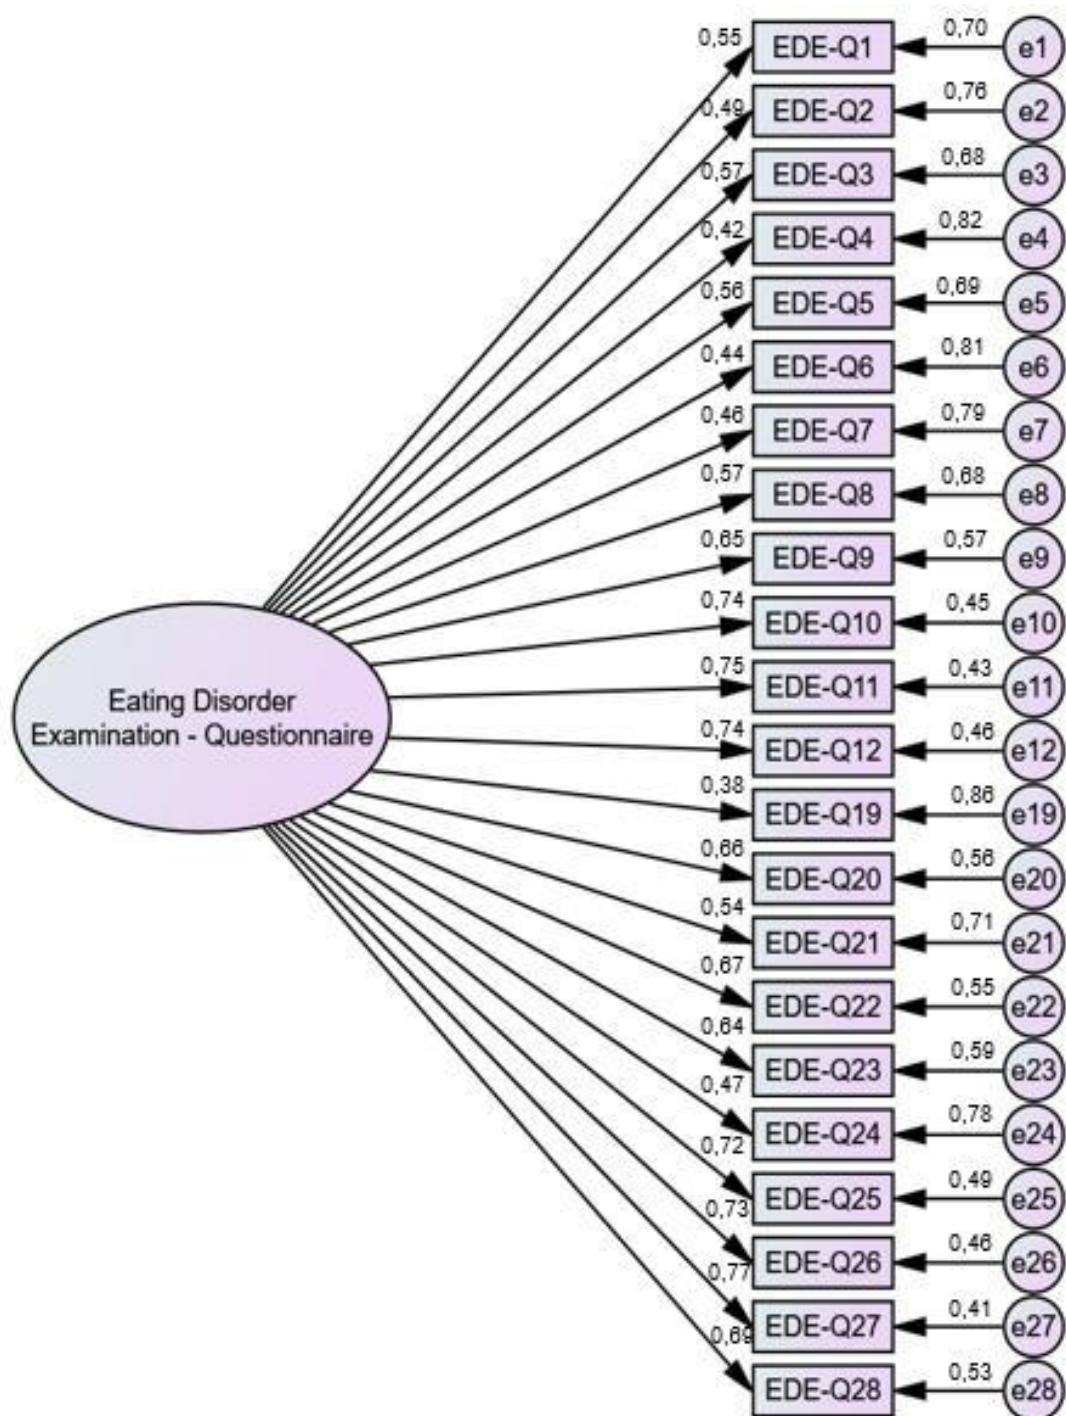 0,55 EDE-Q1 0,70 e1
0,49 EDE-Q2 0,76 e2
0,57 EDE-Q3 0,68 e3
0,42 EDE-Q4 0,82 e4
0,56 EDE-Q5 0,69 e5
0,44 EDE-Q6 0,81 e6
0,46 EDE-Q7 0,79 e7
0,57 EDE-Q8 0,68 e8
0,65 EDE-Q9 0,57 e9
0,74 EDE-Q10 0,45 e10
0,75 EDE-Q11 0,43 e11
Eating Disorder
Examination - Questionnaire
0,74 EDE-Q12 0,46 e12
0,38 EDE-Q19 0,86 e19
0,66 EDE-Q20 0,56 e20
0,54 EDE-Q21 0,71 e21
0,67 EDE-Q22 0,55 e22
0,64 EDE-Q23 0,59 e23
0,47 EDE-Q24 0,78 e24
0,72 EDE-Q25 0,49 e25
0,73 EDE-Q26 0,46 e26
0,77 EDE-Q27 0,41 e27
0,69 EDE-Q28 0,53 e28